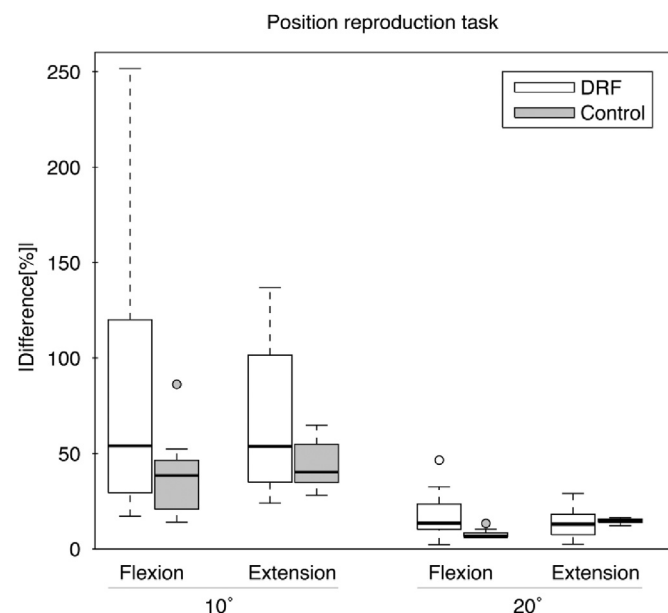 Position reproduction task
DRF
Control
|Difference[%]|
250
200
150
100
50
0
Flexion Extension Flexion Extension
10° 20°